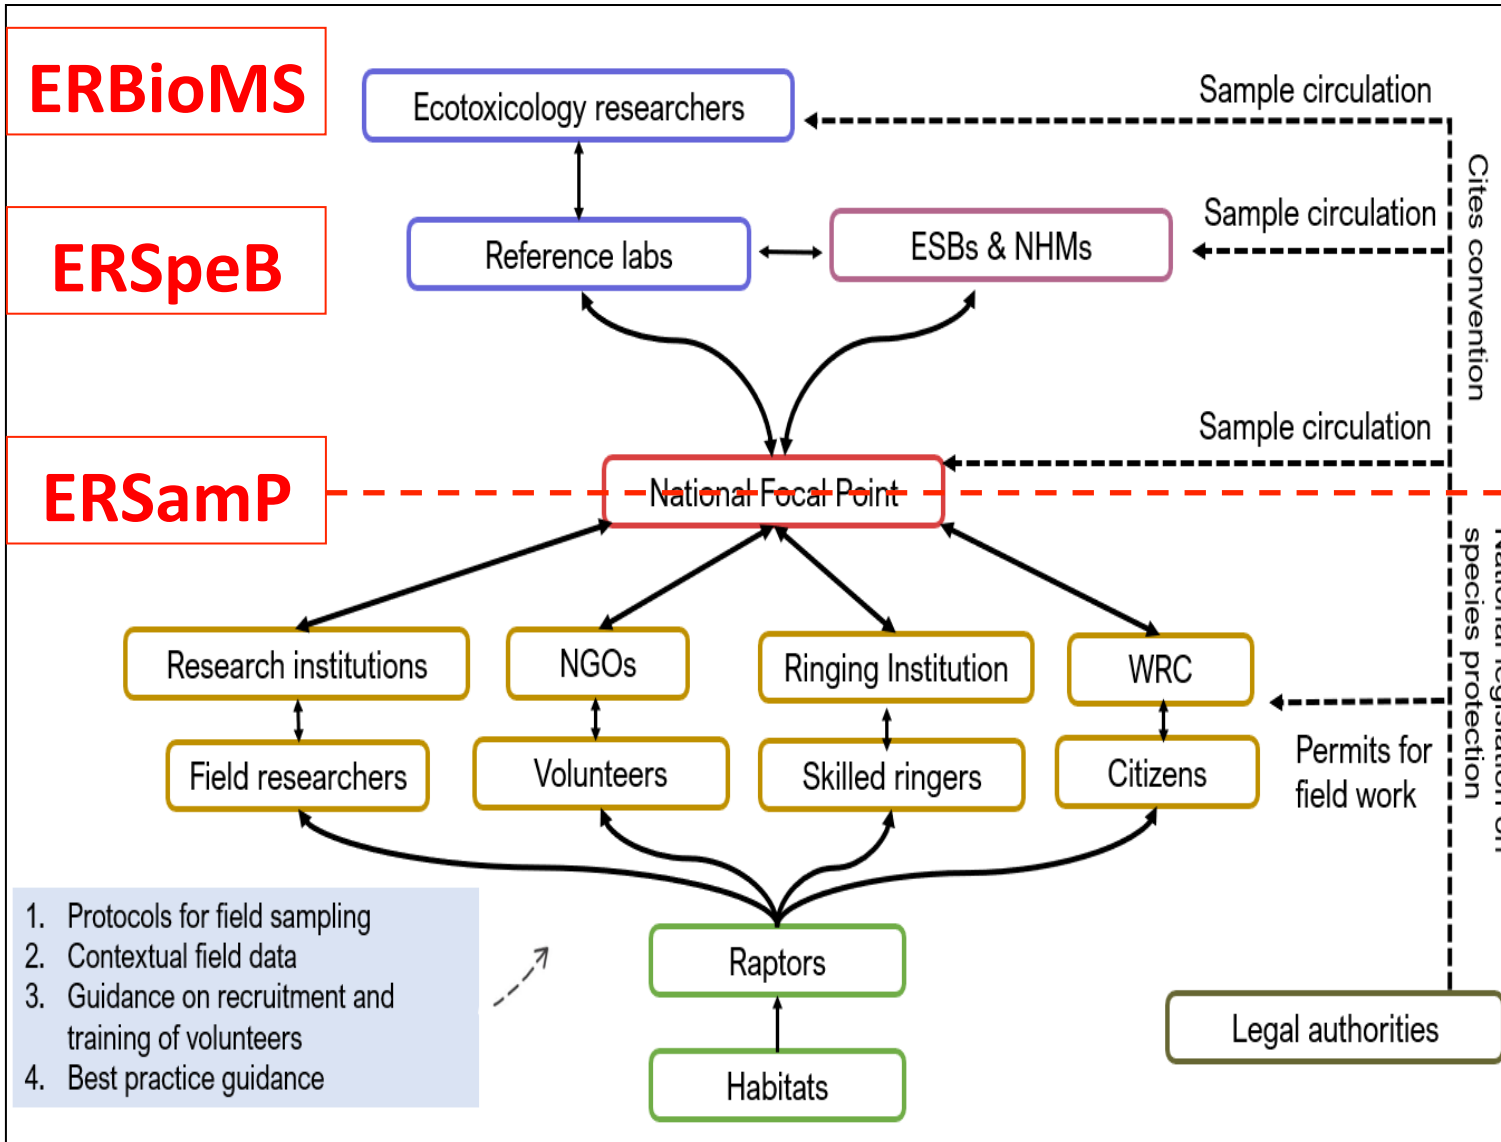 ERBioMS
Ecotoxicology researchers
Sample circulation
Cites convention
ERSpeB
Reference labs
ESBs & NHMs
Sample circulation
Sample circulation
ERSamP
National Focal Point
National legislation on
species protection
Research institutions
NGOs
Ringing Institution
WRC
Field researchers
Volunteers
Skilled ringers
Citizens
Permits for
field work
1. Protocols for field sampling
2. Contextual field data
3. Guidance on recruitment and
training of volunteers
4. Best practice guidance
Raptors
Legal authorities
Habitats